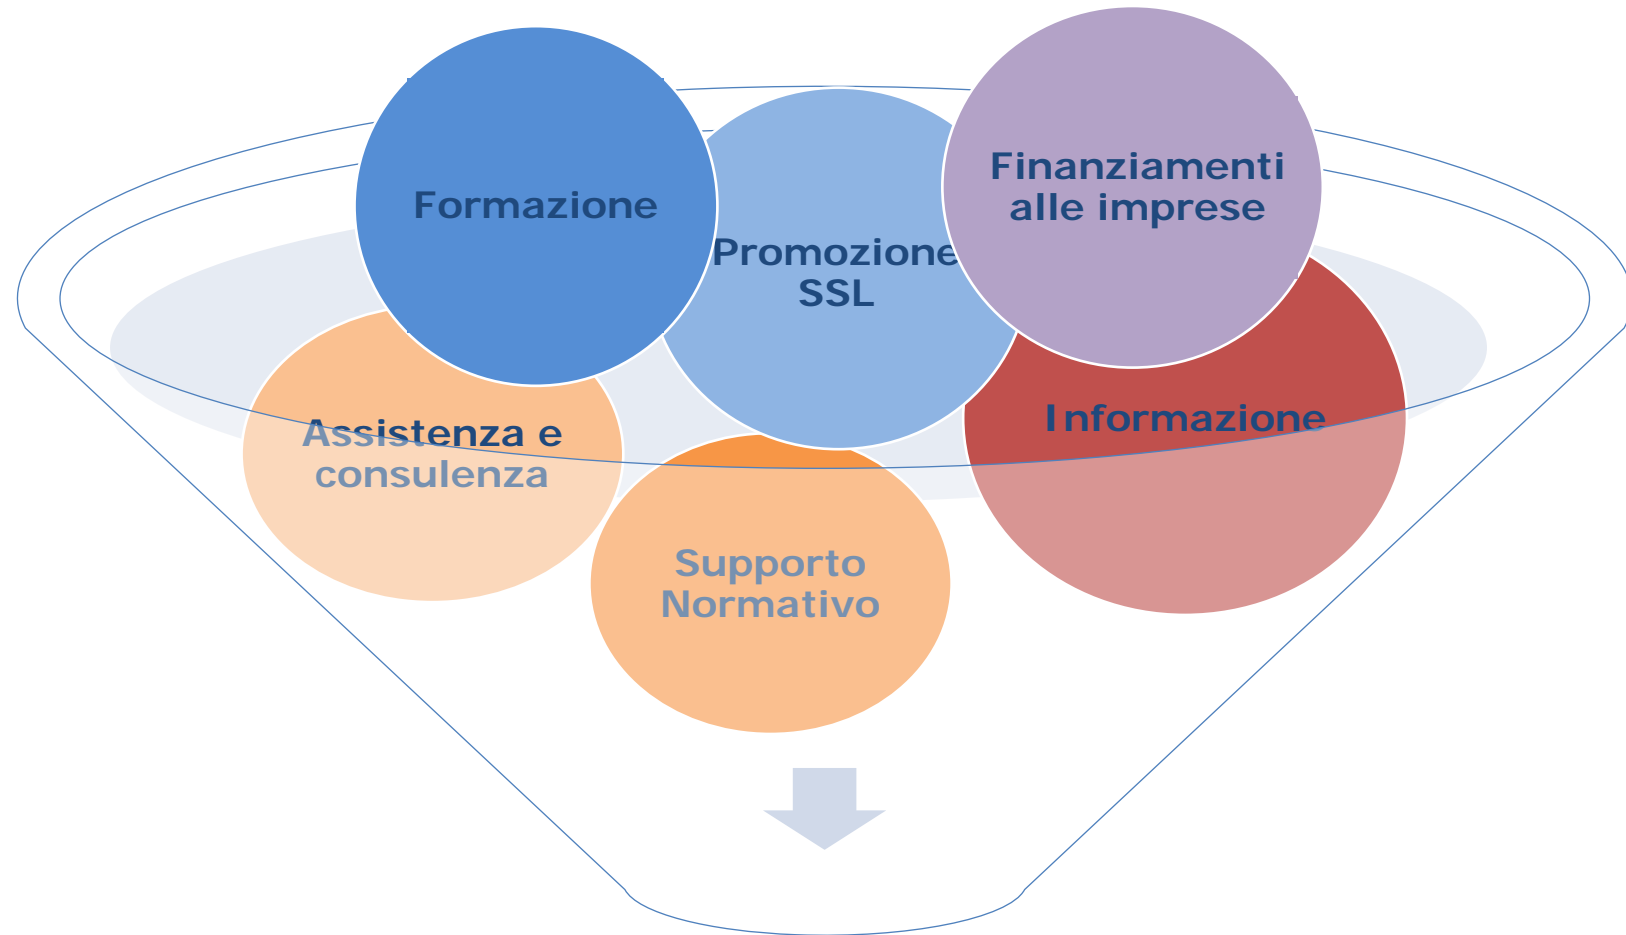 Formazione
Finanziamenti
alle imprese
Promozione
SSL
Assistenza e
consulenza
Informazione
Supporto
Normativo